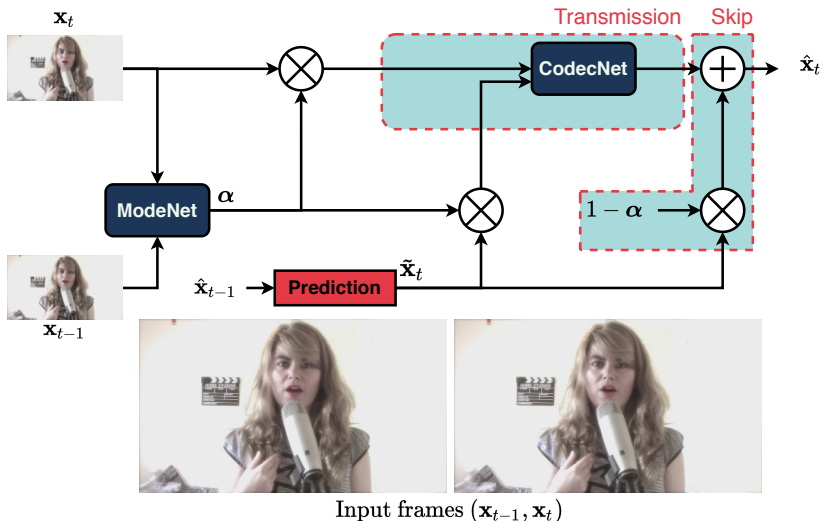 x_t
Transmission Skip
CodecNet
+
x̂_t
ModeNet
α
1 − α
x̂_{t−1}
Prediction
x̃_t
x_{t−1}
Input frames (x_{t−1}, x_t)